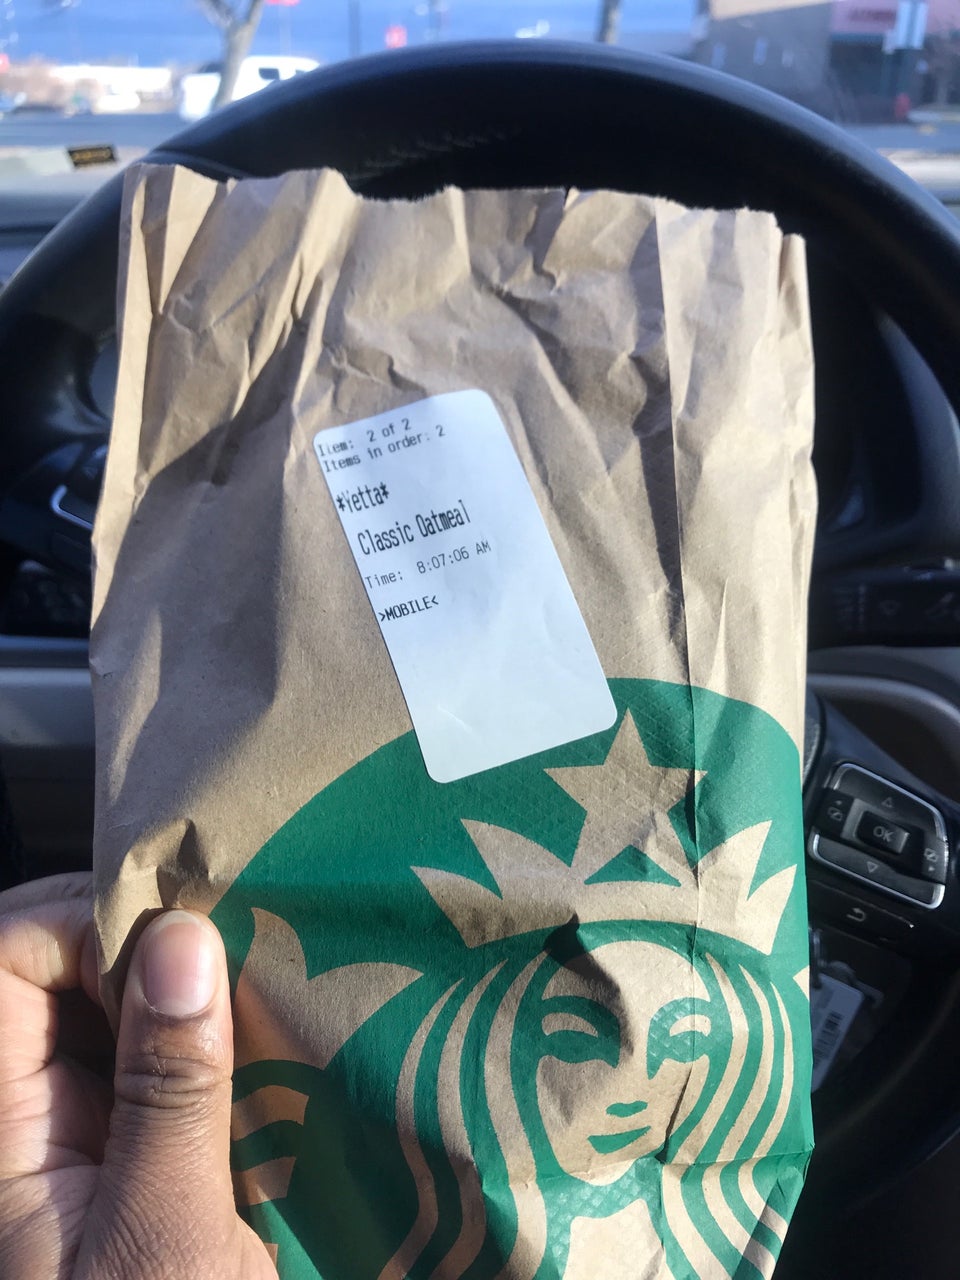 Item: 2 of 2
Items in order: 2
*Yetta*
Classic Oatmeal
Time: 8:07:06 AM
>MOBILE<
OK